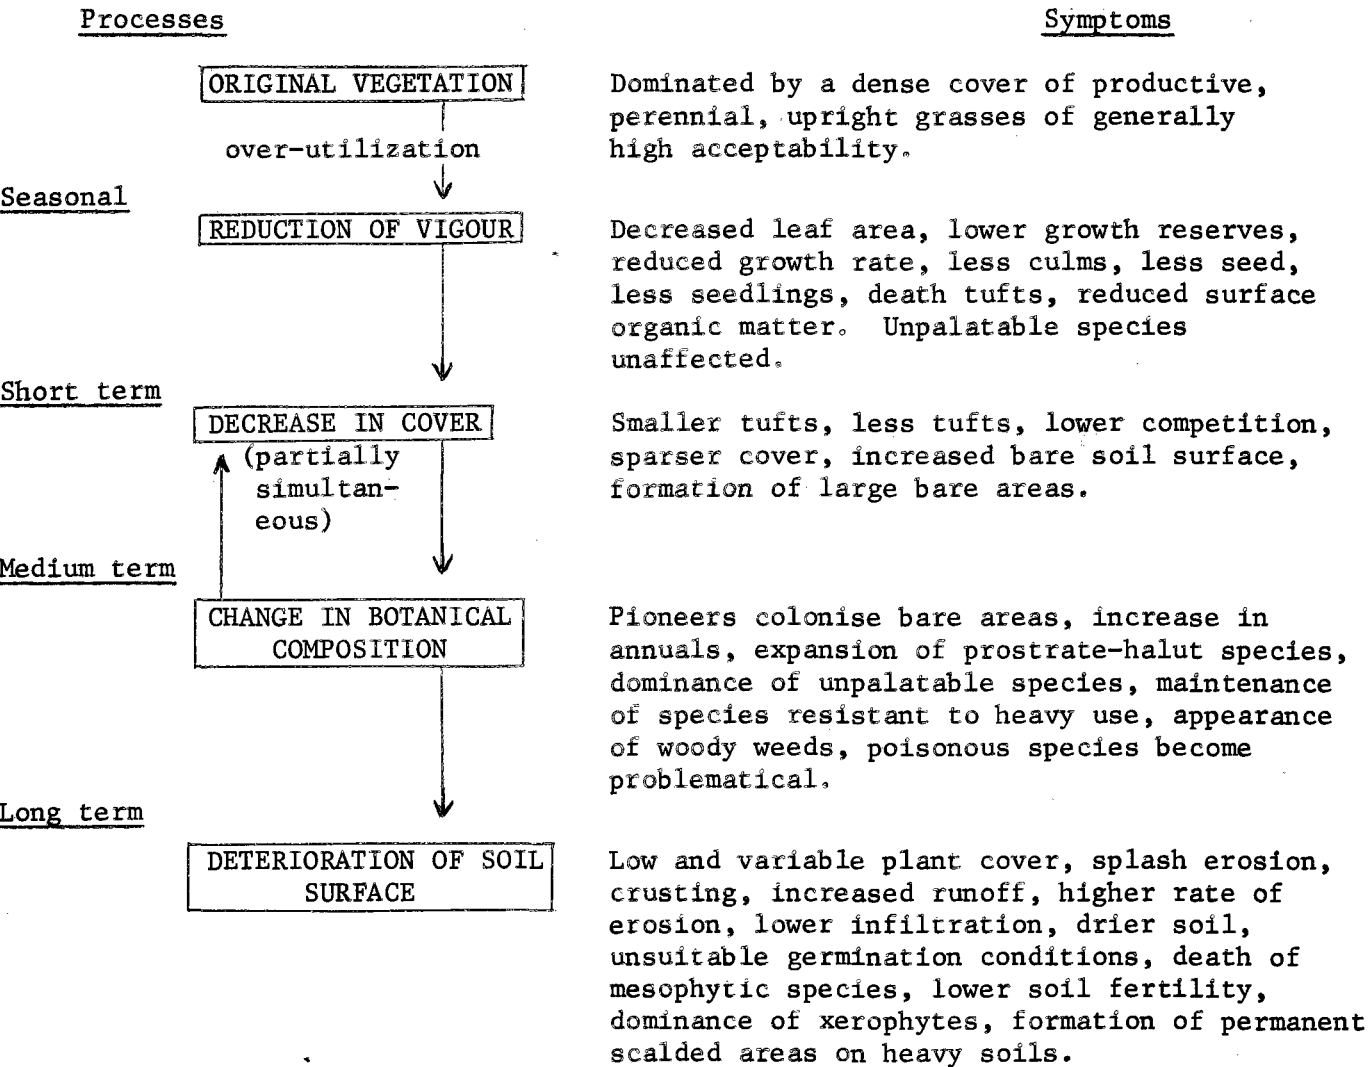 Processes
Symptoms
ORIGINAL VEGETATION
Dominated by a dense cover of productive,
perennial, upright grasses of generally
high acceptability.
over-utilization
Seasonal
REDUCTION OF VIGOUR
Decreased leaf area, lower growth reserves,
reduced growth rate, less culms, less seed,
less seedlings, death tufts, reduced surface
organic matter. Unpalatable species
unaffected.
Short term
DECREASE IN COVER
(partially
simultan-
eous)
Smaller tufts, less tufts, lower competition,
sparser cover, increased bare soil surface,
formation of large bare areas.
Medium term
CHANGE IN BOTANICAL
COMPOSITION
Pioneers colonise bare areas, increase in
annuals, expansion of prostrate-halut species,
dominance of unpalatable species, maintenance
of species resistant to heavy use, appearance
of woody weeds, poisonous species become
problematical.
Long term
DETERIORATION OF SOIL
SURFACE
Low and variable plant cover, splash erosion,
crusting, increased runoff, higher rate of
erosion, lower infiltration, drier soil,
unsuitable germination conditions, death of
mesophytic species, lower soil fertility,
dominance of xerophytes, formation of permanent
scalded areas on heavy soils.